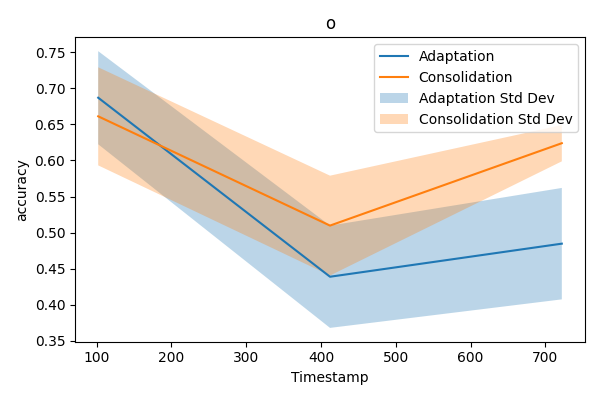 o
Adaptation
Consolidation
Adaptation Std Dev
Consolidation Std Dev
accuracy
0.75
0.70
0.65
0.60
0.55
0.50
0.45
0.40
0.35
100 200 300 400 500 600 700
Timestamp